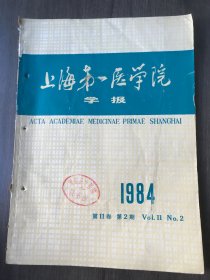 上海第一医学院
学报
ACTA ACADEMIAE MEDICINAE PRIMAE SHANGHAI
1984
第11卷 第2期 Vol.11 No.2